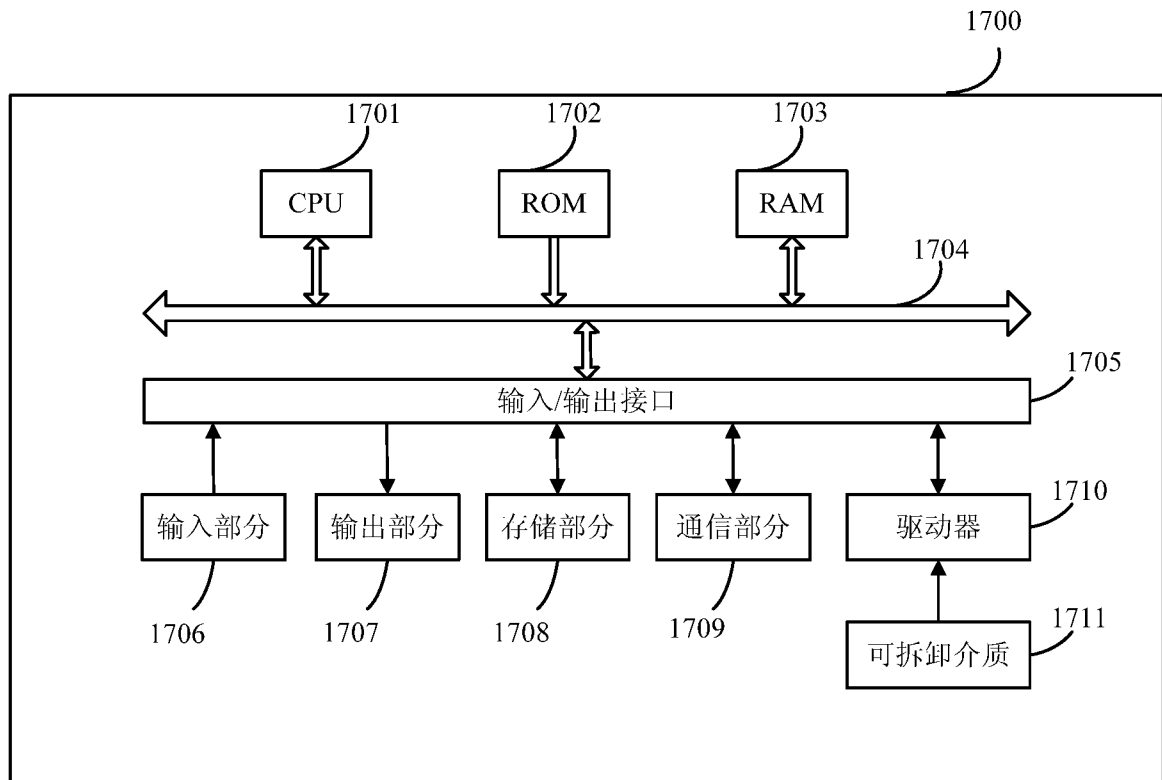 1700
1701
1702
1703
CPU
ROM
RAM
1704
1705
输入/输出接口
1710
输入部分
输出部分
存储部分
通信部分
驱动器
1706
1707
1708
1709
1711
可拆卸介质